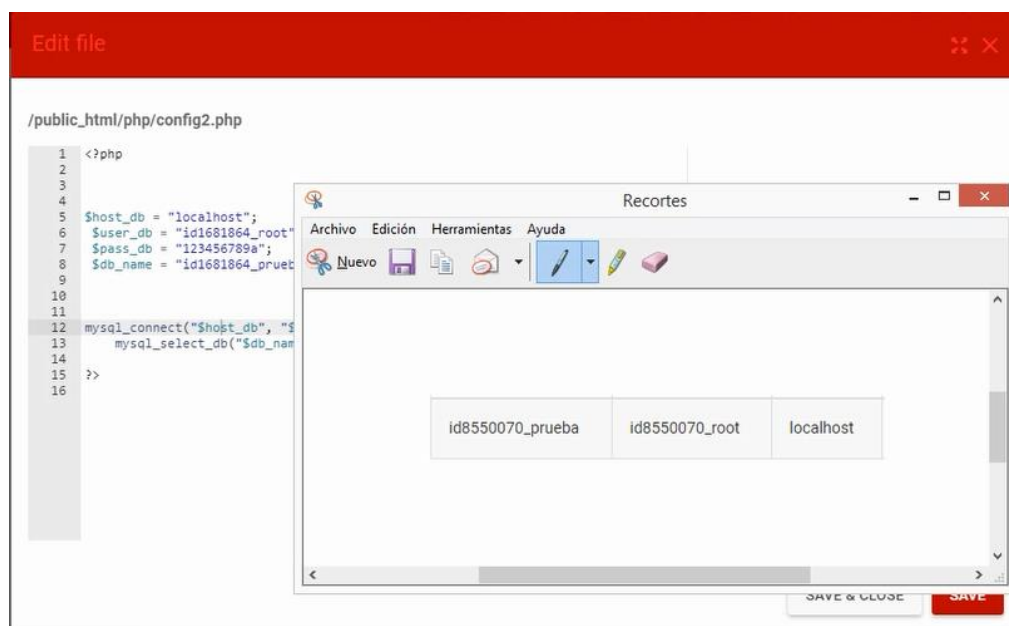 Edit file
/public_html/php/config2.php
1 <?php
2
3
4
5 $host_db = "localhost";
6 $user_db = "id1681864_root"
7 $pass_db = "123456789a";
8 $db_name = "id1681864_prueb
9
10
11
12 mysql_connect("$host_db", "$
13 mysql_select_db("$db_nam
14
15 ?>
16
Recortes
Archivo Edición Herramientas Ayuda
Nuevo
id8550070_prueba id8550070_root localhost
SAVE & CLOSE SAVE